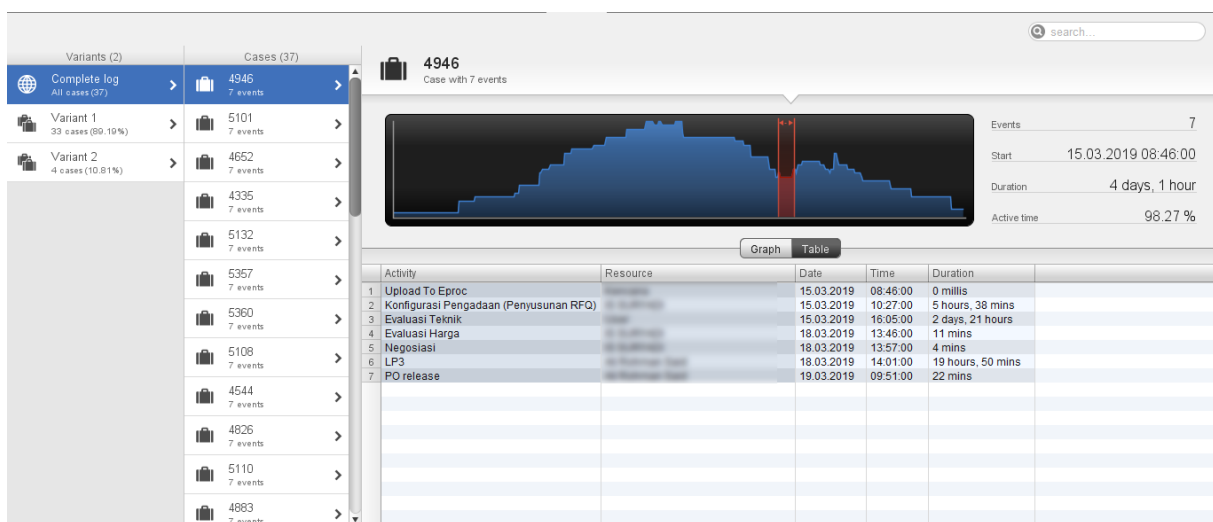 search...
Variants (2)
Complete log
All cases (37)
Variant 1
33 cases (89.19%)
Variant 2
4 cases (10.81%)
Cases (37)
4946
7 events
5101
7 events
4652
7 events
4335
7 events
5132
7 events
5357
7 events
5360
7 events
5108
7 events
4544
7 events
4826
7 events
5110
7 events
4883
7 events
4946
Case with 7 events
Events 7
Start 15.03.2019 08:46:00
Duration 4 days, 1 hour
Active time 98.27 %
Graph Table
Activity Resource Date Time Duration
1 Upload To Eproc 15.03.2019 08:46:00 0 millis
2 Konfigurasi Pengadaan (Penyusunan RFQ) 15.03.2019 10:27:00 5 hours, 38 mins
3 Evaluasi Teknik 15.03.2019 16:05:00 2 days, 21 hours
4 Evaluasi Harga 18.03.2019 13:46:00 11 mins
5 Negosiasi 18.03.2019 13:57:00 4 mins
6 LP3 18.03.2019 14:01:00 19 hours, 50 mins
7 PO release 19.03.2019 09:51:00 22 mins